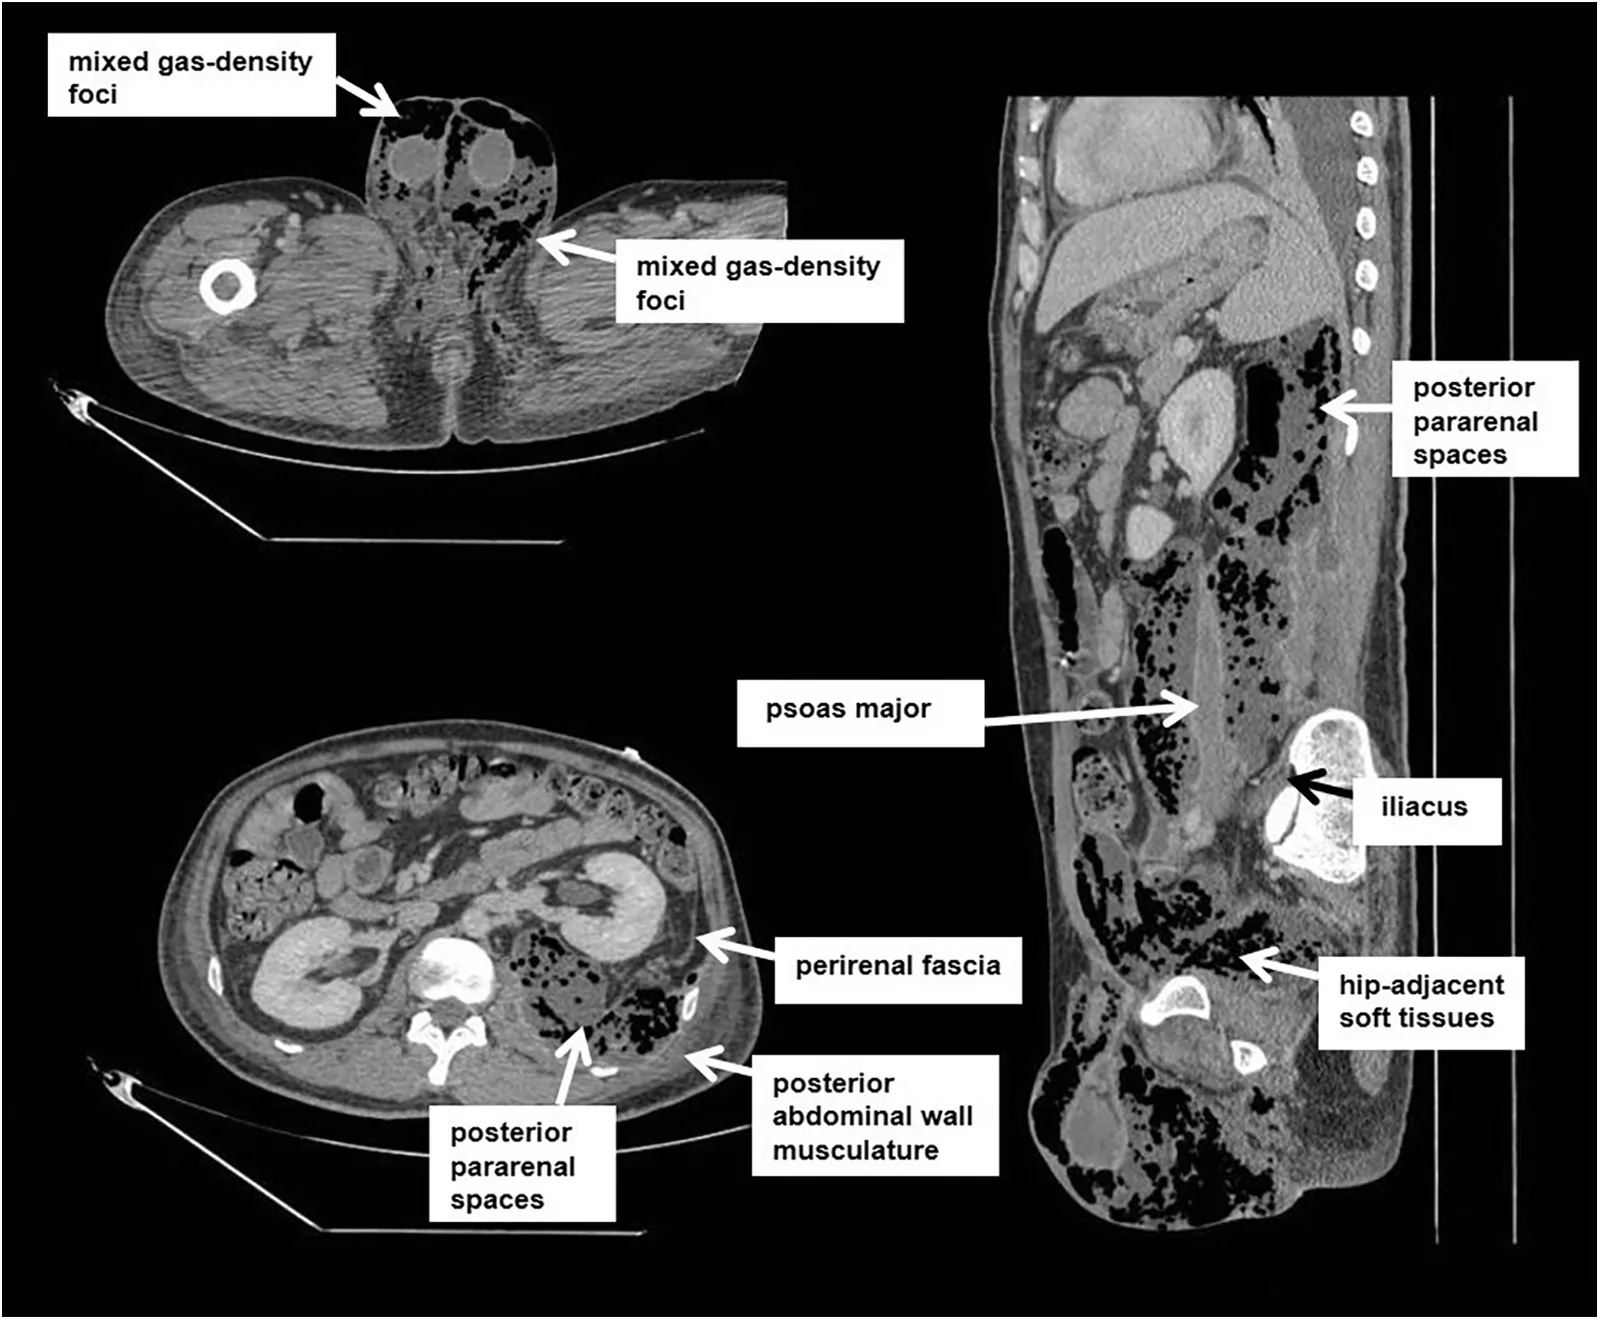 mixed gas-density
foci
mixed gas-density
foci
posterior
pararenal
spaces
psoas major
iliacus
perirenal fascia
hip-adjacent
soft tissues
posterior
abdominal wall
musculature
posterior
pararenal
spaces